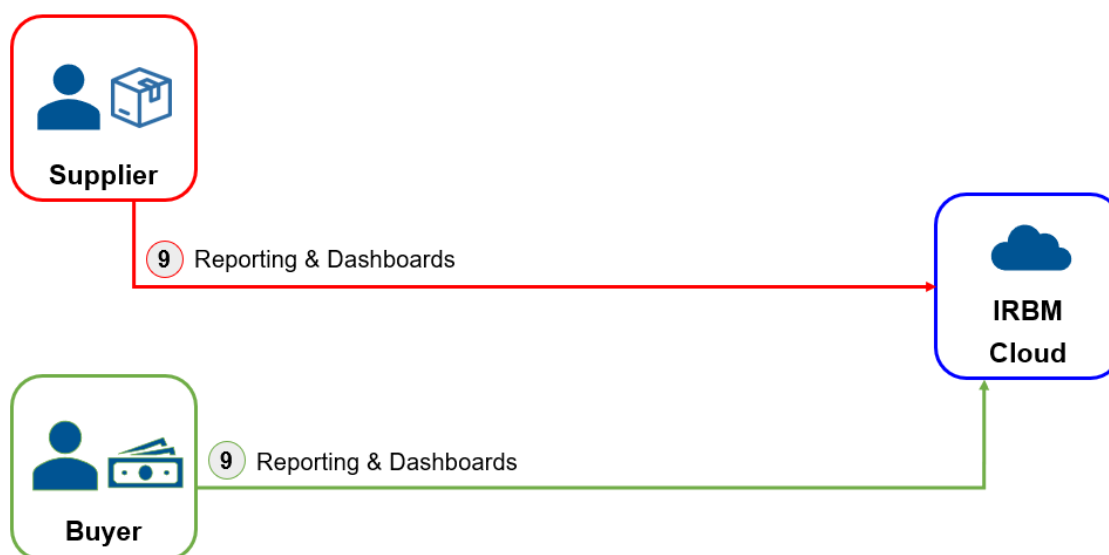 Supplier
9 Reporting & Dashboards
IRBM
Cloud
9 Reporting & Dashboards
Buyer